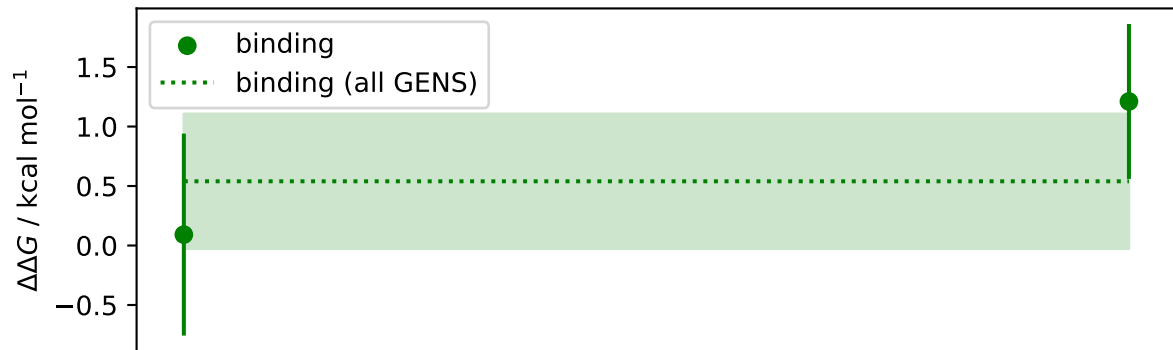 binding
binding (all GENS)
ΔΔG / kcal mol⁻¹
1.5
1.0
0.5
0.0
−0.5